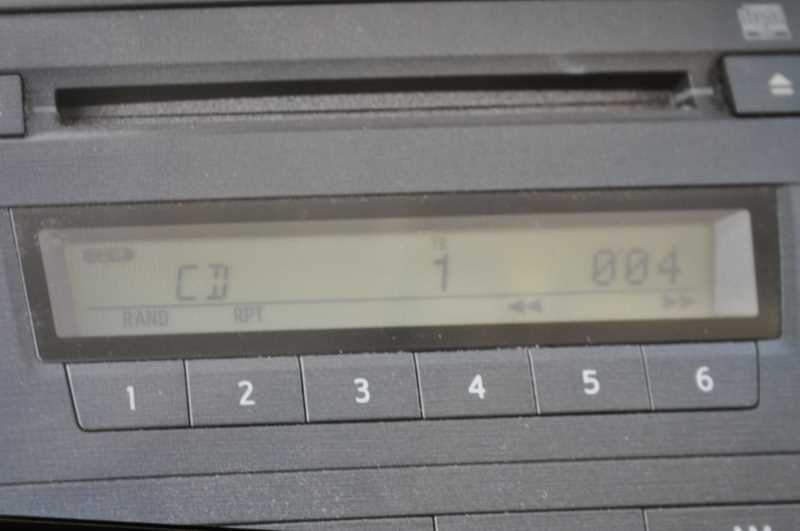 TR
CD 1 0'04
RAND RPT ◀◀ ▶▶
1 2 3 4 5 6